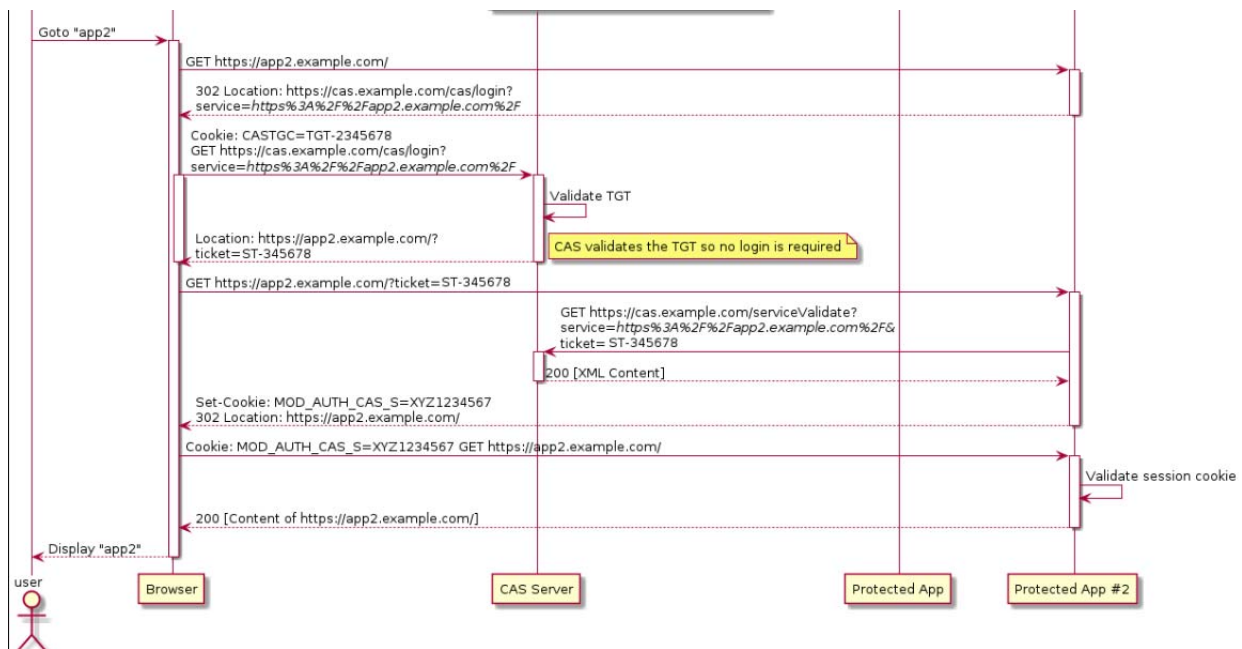 Goto "app2"
GET https://app2.example.com/
302 Location: https://cas.example.com/cas/login?
service=https%3A%2F%2Fapp2.example.com%2F
Cookie: CASTGC=TGT-2345678
GET https://cas.example.com/cas/login?
service=https%3A%2F%2Fapp2.example.com%2F
Validate TGT
Location: https://app2.example.com/?
ticket=ST-345678
CAS validates the TGT so no login is required
GET https://app2.example.com/?ticket=ST-345678
GET https://cas.example.com/serviceValidate?
service=https%3A%2F%2Fapp2.example.com%2F&
ticket= ST-345678
200 [XML Content]
Set-Cookie: MOD_AUTH_CAS_S=XYZ1234567
302 Location: https://app2.example.com/
Cookie: MOD_AUTH_CAS_S=XYZ1234567 GET https://app2.example.com/
Validate session cookie
200 [Content of https://app2.example.com/]
Display "app2"
user
Browser
CAS Server
Protected App
Protected App #2